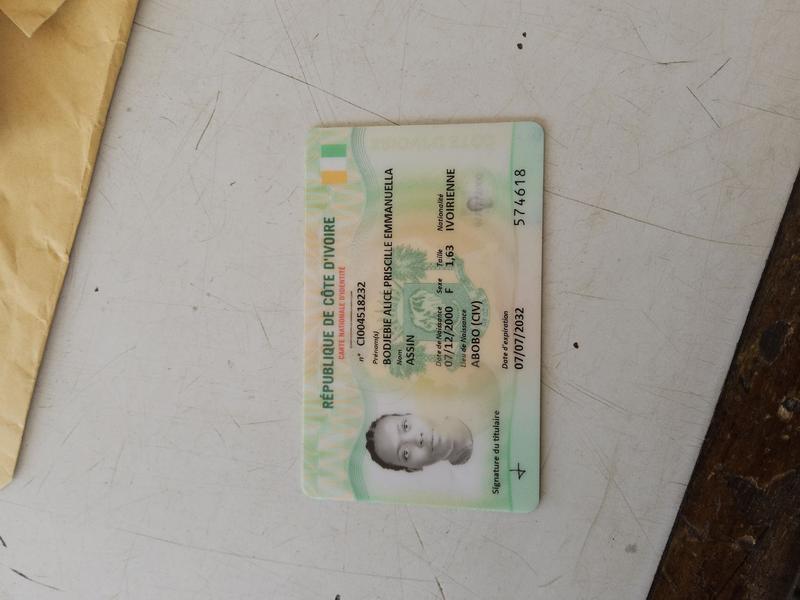 RÉPUBLIQUE DE CÔTE D'IVOIRE
CARTE NATIONALE D'IDENTITÉ
n° CI004518232
Prénom(s)
BODJEBIE ALICE PRISCILLE EMMANUELLA
Nom
ASSIN
Date de Naissance Sexe Taille Nationalité
07/12/2000 F 1,63 IVOIRIENNE
Lieu de Naissance
ABOBO (CIV)
Signature du titulaire
Date d'expiration
07/07/2032
574618